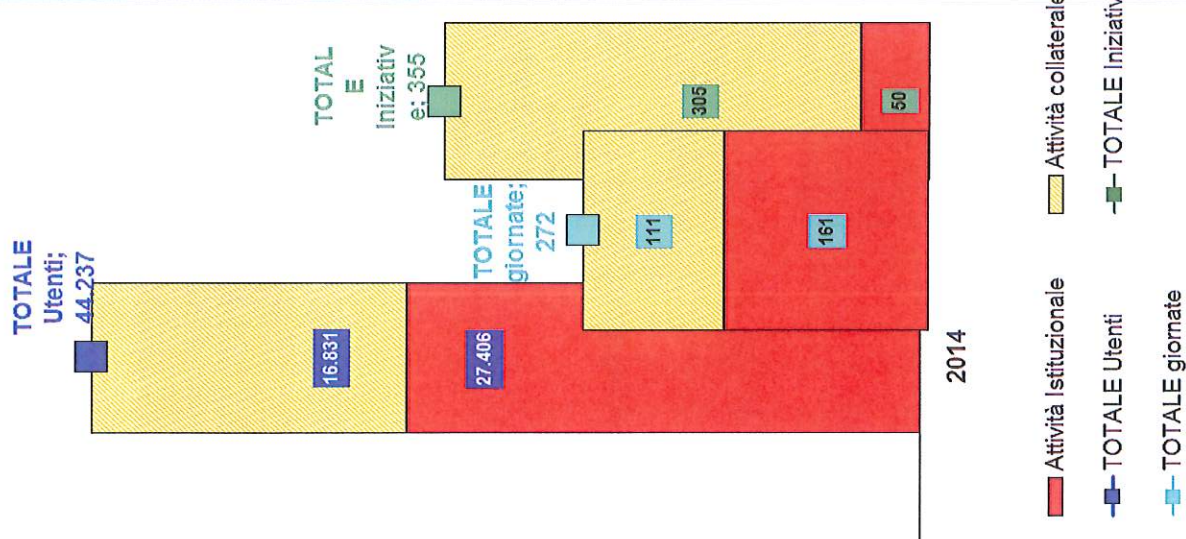 TOTALE
Utenti;
44.237
16.831
27.406
TOTALE
giornate;
272
111
161
TOTAL
E
Iniziativ
e; 355
305
50
2014
Attività Istituzionale
Attività collaterale
TOTALE Utenti
TOTALE Iniziativ
TOTALE giornate